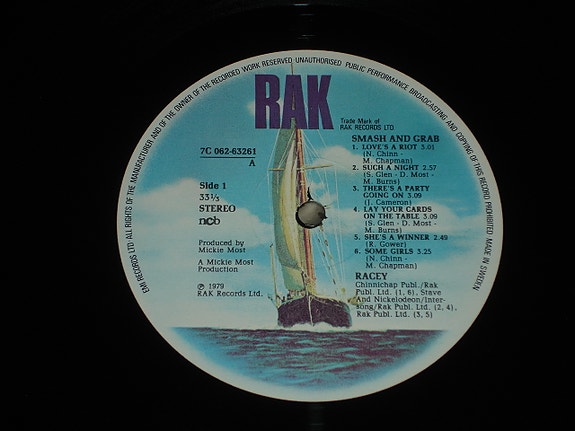 EMI RECORDS LTD ALL RIGHTS OF THE MANUFACTURER AND OF THE OWNER OF THE RECORDED WORK RESERVED UNAUTHORISED PUBLIC PERFORMANCE BROADCASTING AND COPYING OF THIS RECORD PROHIBITED MADE IN SWEDEN
RAK
Trade Mark of
RAK RECORDS LTD.
7C 062-63261
A
Side 1
33⅓
STEREO
ncb
Produced by
Mickie Most
A Mickie Most
Production
℗ 1979
RAK Records Ltd.
SMASH AND GRAB
1. LOVE'S A RIOT 3.01
(N. Chinn -
M. Chapman)
2. SUCH A NIGHT 2.57
(S. Glen - D. Most -
M. Burns)
3. THERE'S A PARTY
GOING ON 3.09
(J. Cameron)
4. LAY YOUR CARDS
ON THE TABLE 3.09
(S. Glen - D. Most -
M. Burns)
5. SHE'S A WINNER 2.49
(R. Gower)
6. SOME GIRLS 3.25
(N. Chinn -
M. Chapman)
RACEY
Chinnichap Publ./Rak
Publ. Ltd. (1, 6), Stave
And Nickelodeon/Inter-
song/Rak Publ. Ltd. (2, 4),
Rak Publ. Ltd. (3, 5)